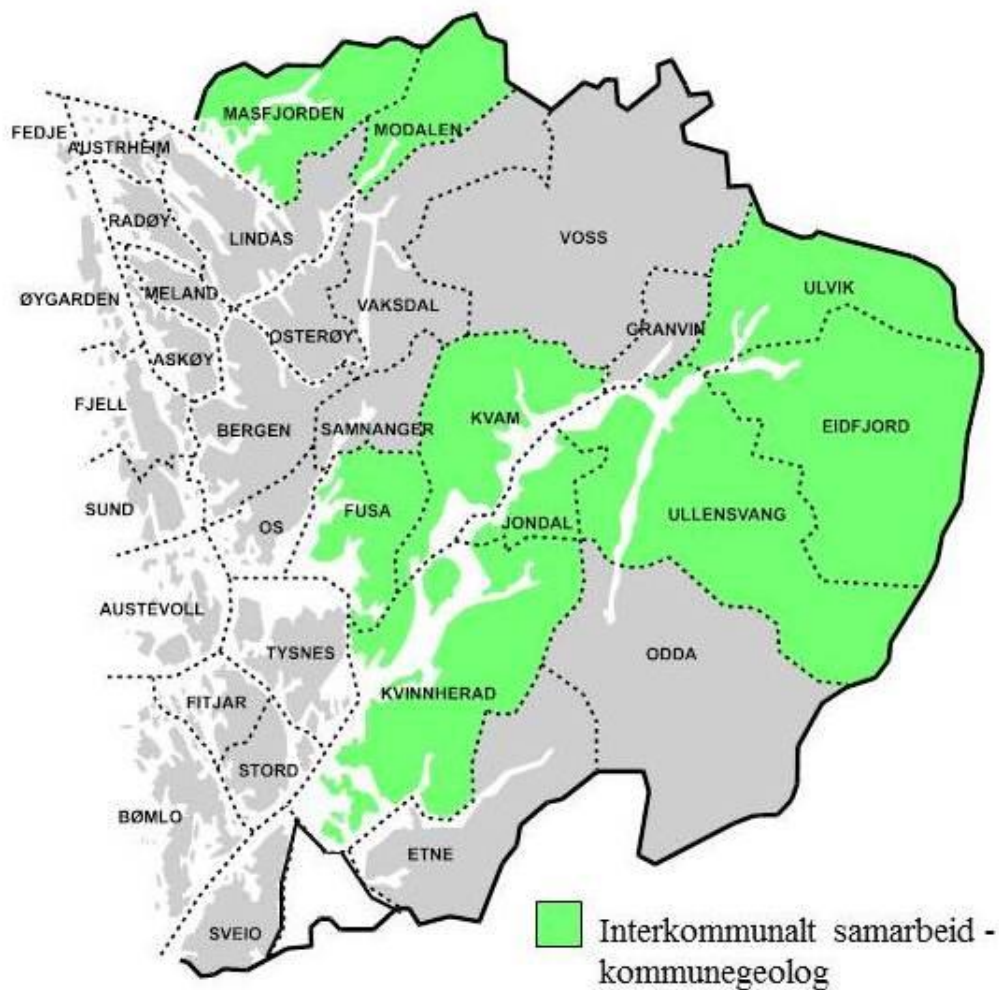 MASFJORDEN
MODALEN
FEDJE
AUSTRHEIM
RADØY
LINDAS
VOSS
ØYGARDEN
MELAND
VAKSDAL
ULVIK
OSTERØY
GRANVIN
ASKØY
FJELL
BERGEN
SAMNANGER
KVAM
EIDFJORD
SUND
OS
FUSA
JONDAL
ULLENSVANG
AUSTEVOLL
TYSNES
ODDA
FITJAR
KVINNHERAD
STORD
BØMLO
ETNE
SVEIO
Interkommunalt samarbeid -
kommunegeolog